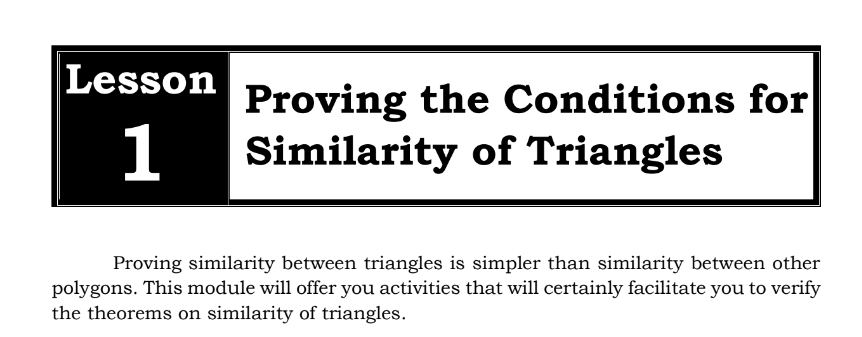 Lesson
1
Proving the Conditions for
Similarity of Triangles
Proving similarity between triangles is simpler than similarity between other
polygons. This module will offer you activities that will certainly facilitate you to verify
the theorems on similarity of triangles.